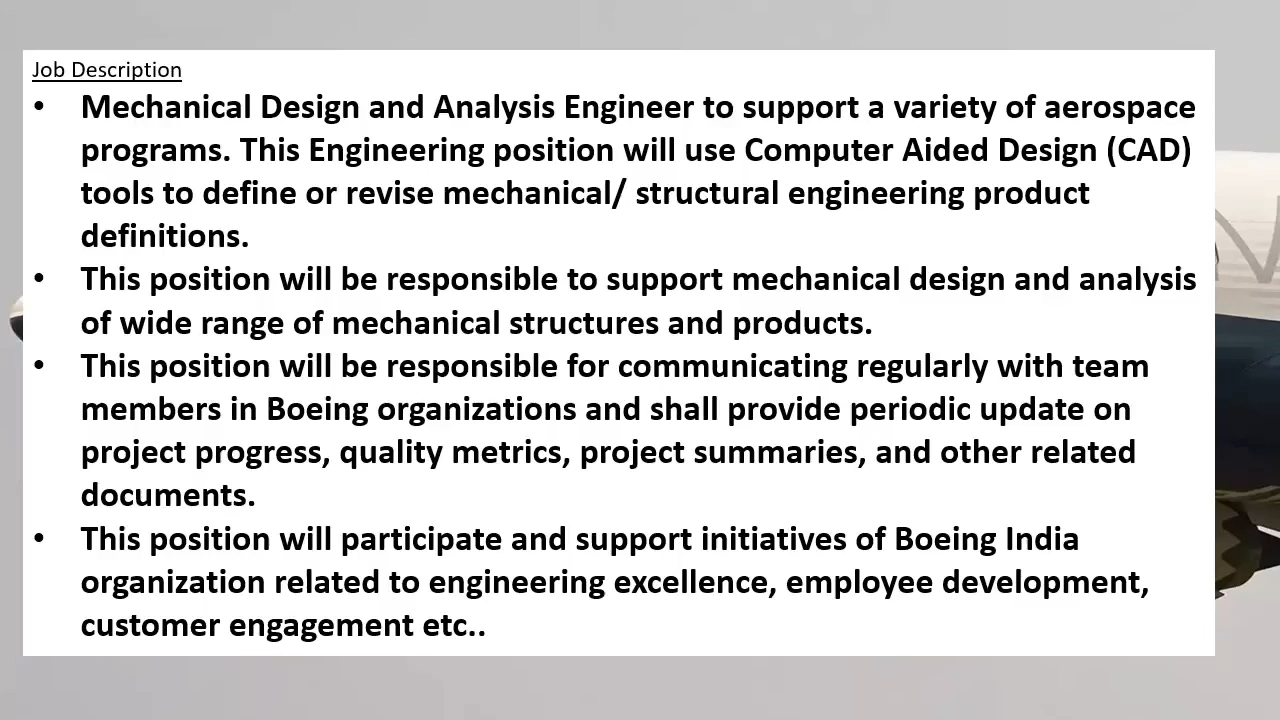 Job Description
• Mechanical Design and Analysis Engineer to support a variety of aerospace
programs. This Engineering position will use Computer Aided Design (CAD)
tools to define or revise mechanical/ structural engineering product
definitions.
• This position will be responsible to support mechanical design and analysis
of wide range of mechanical structures and products.
• This position will be responsible for communicating regularly with team
members in Boeing organizations and shall provide periodic update on
project progress, quality metrics, project summaries, and other related
documents.
• This position will participate and support initiatives of Boeing India
organization related to engineering excellence, employee development,
customer engagement etc..